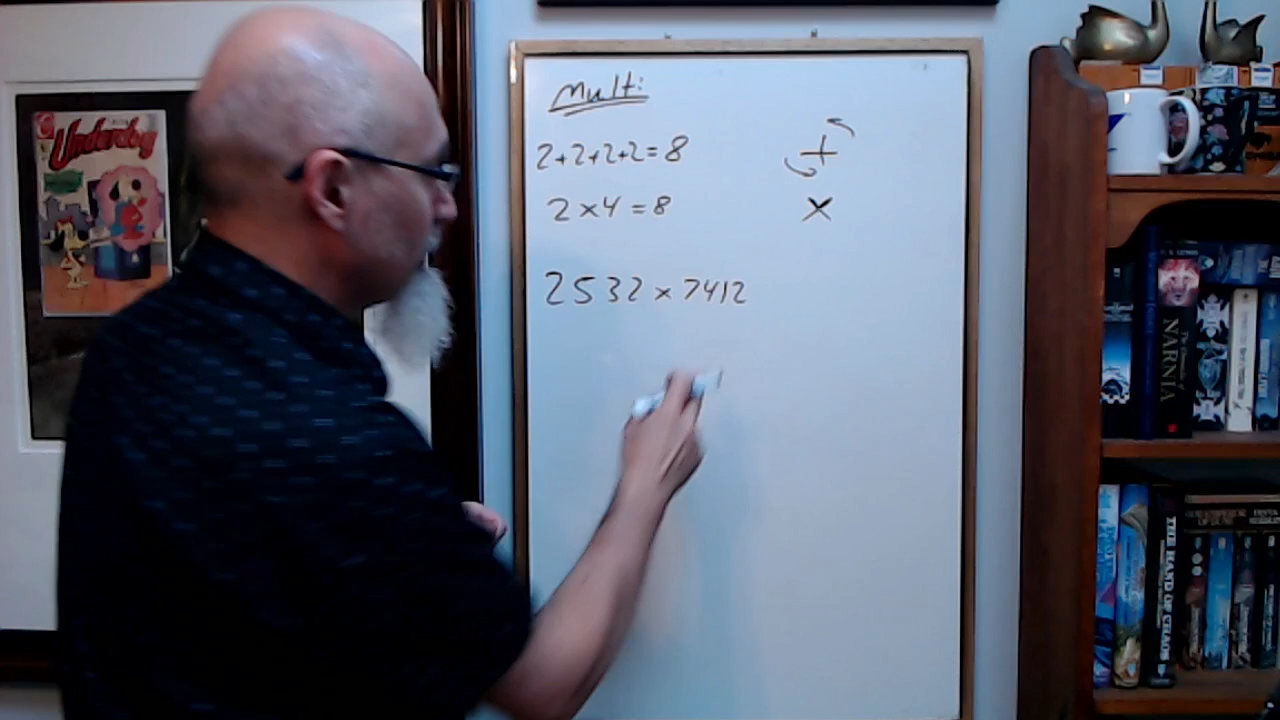 Underdog
Mult:
2+2+2+2=8
+
2×4=8
×
2532×7412
NARNIA
THE HAND OF CHAOS